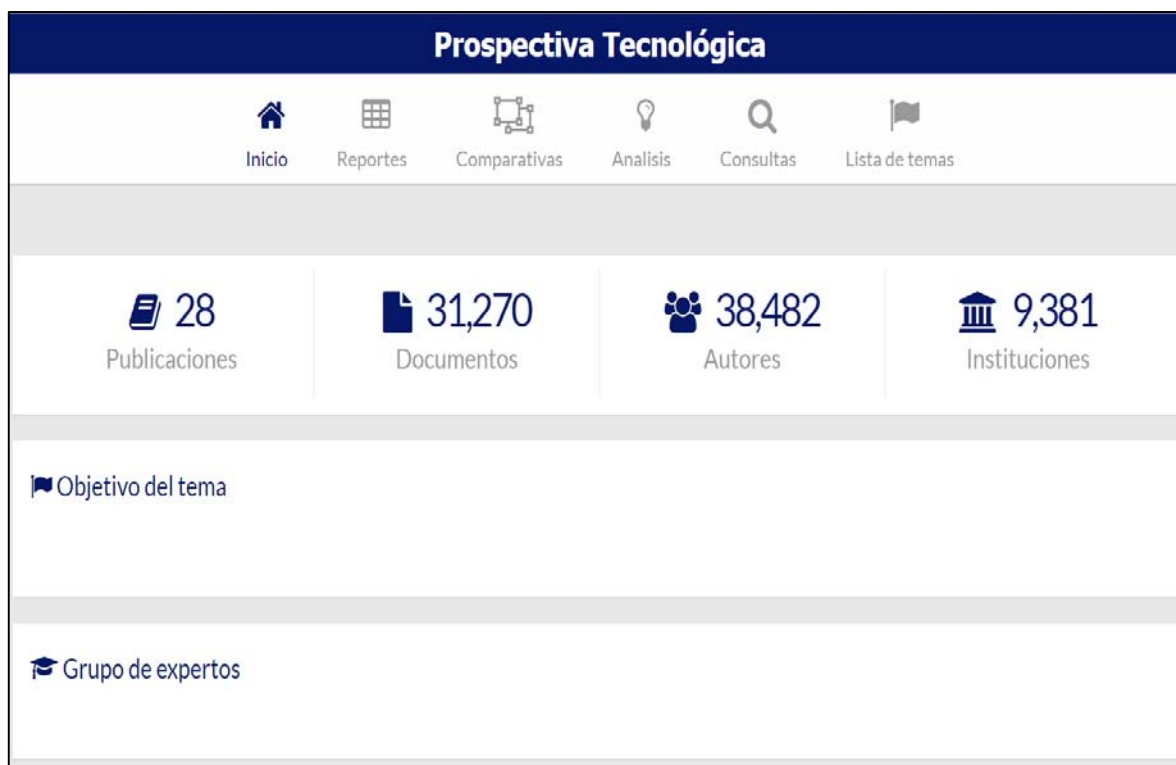 Prospectiva Tecnológica
Inicio Reportes Comparativas Analisis Consultas Lista de temas
28 31,270 38,482 9,381
Publicaciones Documentos Autores Instituciones
Objetivo del tema
Grupo de expertos